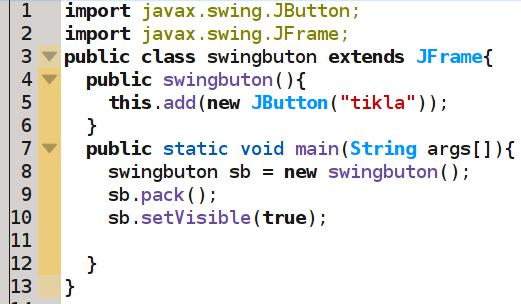 1 import javax.swing.JButton;
2 import javax.swing.JFrame;
3 public class swingbuton extends JFrame{
4 public swingbuton(){
5 this.add(new JButton("tikla"));
6 }
7 public static void main(String args[]){
8 swingbuton sb = new swingbuton();
9 sb.pack();
10 sb.setVisible(true);
11
12 }
13 }